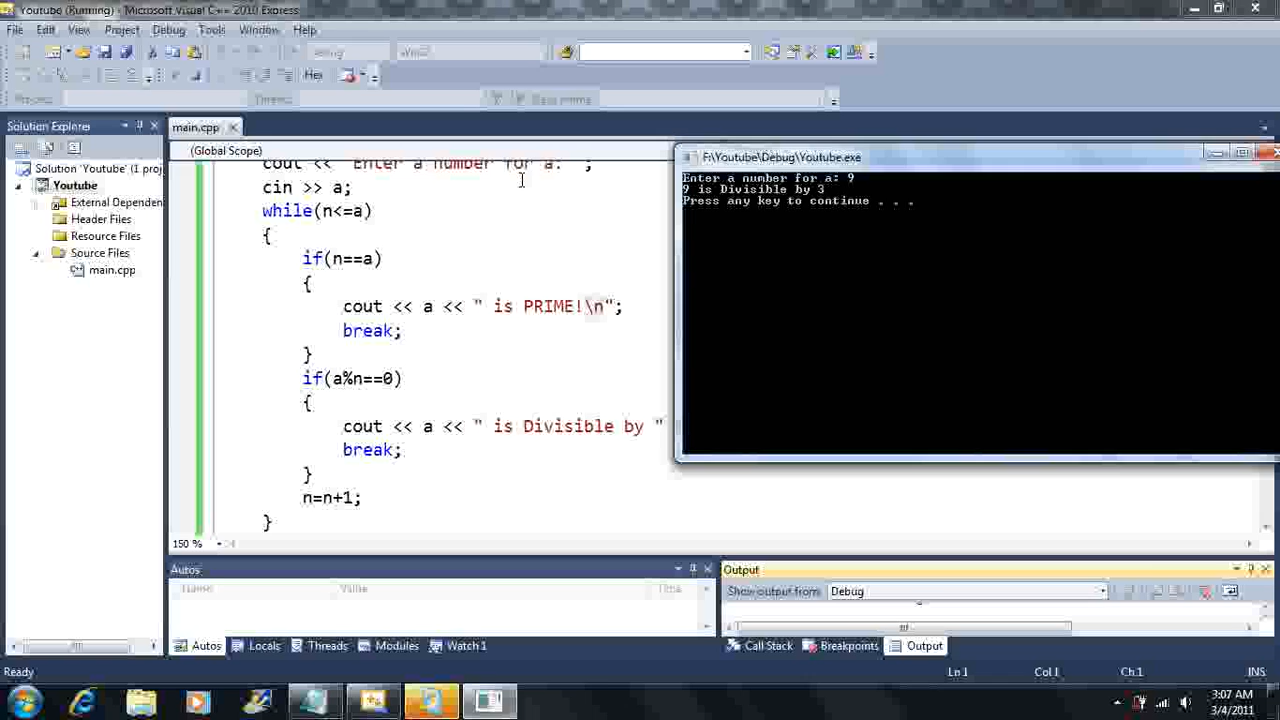 Youtube (Running) - Microsoft Visual C++ 2010 Express
File Edit View Project Debug Tools Window Help
Hex
Solution Explorer
main.cpp
(Global Scope)
Solution 'Youtube' (1 proj
Youtube
External Dependen
Header Files
Resource Files
Source Files
main.cpp
cout << "Enter a number for a: ";
cin >> a;
while(n<=a)
{
if(n==a)
{
cout << a << " is PRIME!\n";
break;
}
if(a%n==0)
{
cout << a << " is Divisible by "
break;
}
n=n+1;
}
F:\Youtube\Debug\Youtube.exe
Enter a number for a: 9
9 is Divisible by 3
Press any key to continue . . .
150 %
Autos
Name Value
Autos Locals Threads Modules Watch 1
Output
Show output from: Debug
Call Stack Breakpoints Output
Ready Ln 1 Col 1 Ch 1 INS
3:07 AM
3/4/2011